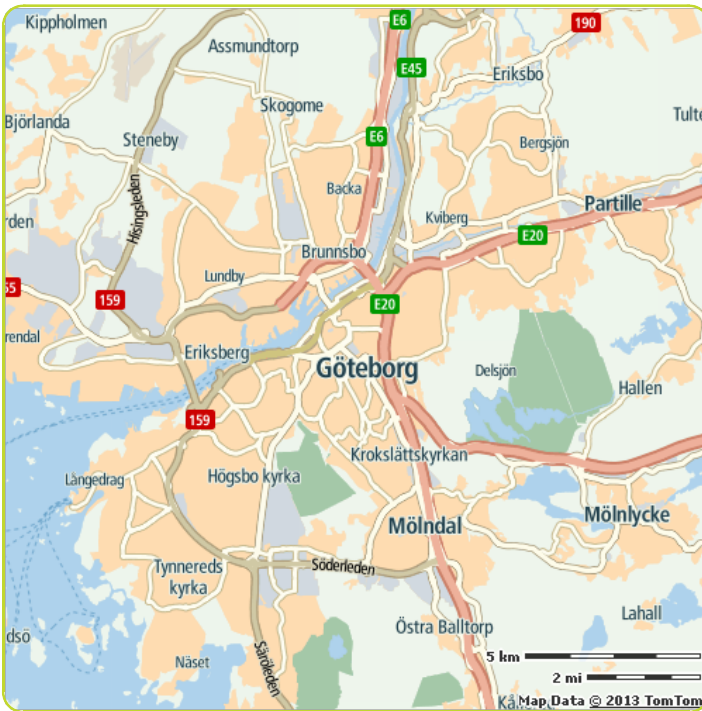 Kippholmen
E6
190
Assmundtorp
E45
Eriksbo
Skogome
Björlanda
Tulte
Steneby
E6
Bergsjön
Backa
Partille
rden
Hisingsleden
Kviberg
E20
Brunnsbo
Lundby
55
159
E20
rendal
Eriksberg
Göteborg
Delsjön
Hallen
159
Krokslättskyrkan
Långedrag
Högsbo kyrka
Mölnlycke
Mölndal
Tynnereds
kyrka
Söderleden
Lahall
Östra Balltorp
dsö
Säröleden
5 km
Näset
2 mi
Map Data © 2013 TomTom